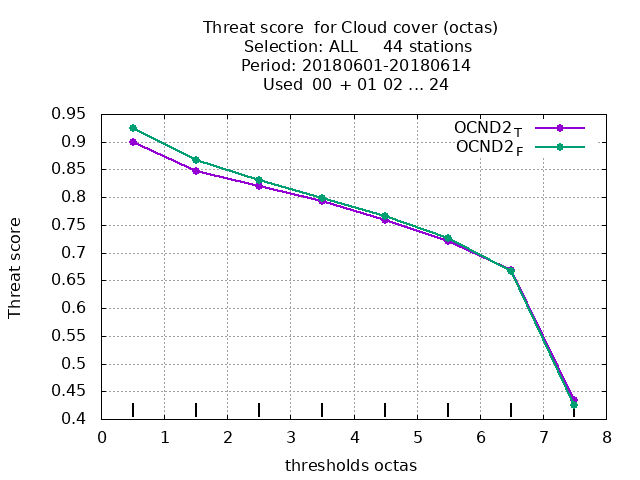 Threat score  for Cloud cover (octas)
Selection: ALL     44 stations
Period: 20180601-20180614
Used  00  + 01 02 ... 24
OCND2_T
OCND2_F
Threat score
0.95
0.9
0.85
0.8
0.75
0.7
0.65
0.6
0.55
0.5
0.45
0.4
0 1 2 3 4 5 6 7 8
thresholds octas